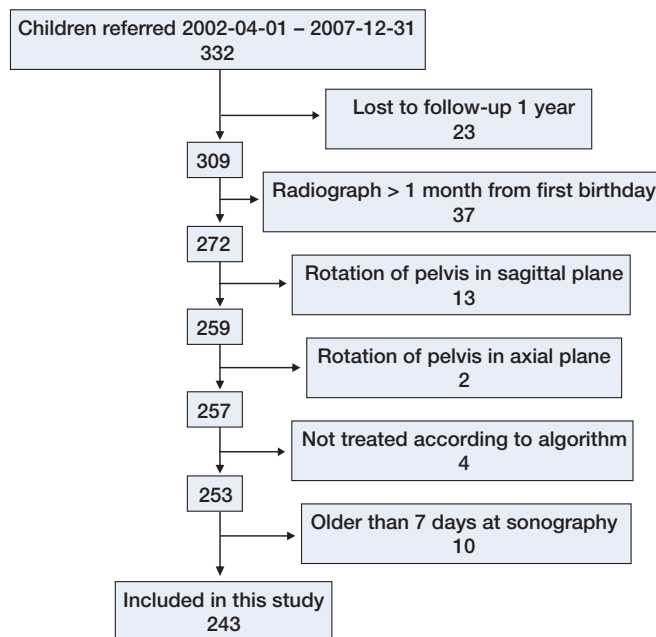 Children referred 2002-04-01 – 2007-12-31
332
Lost to follow-up 1 year
23
309
Radiograph > 1 month from first birthday
37
272
Rotation of pelvis in sagittal plane
13
259
Rotation of pelvis in axial plane
2
257
Not treated according to algorithm
4
253
Older than 7 days at sonography
10
Included in this study
243